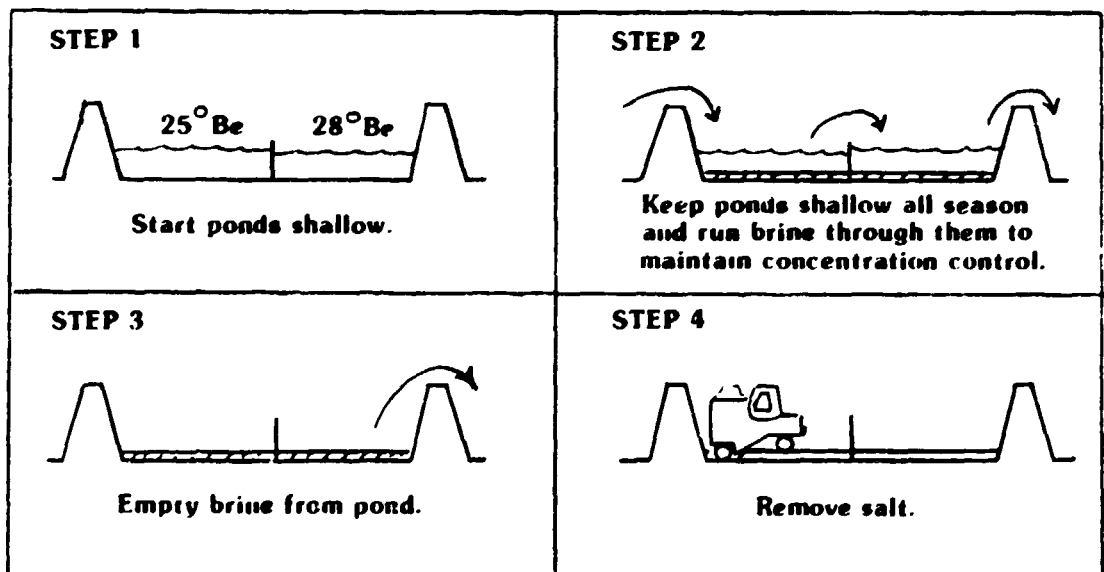 STEP 1
25°Be 28°Be
Start ponds shallow.
STEP 2
Keep ponds shallow all season
and run brine through them to
maintain concentration control.
STEP 3
Empty brine from pond.
STEP 4
Remove salt.